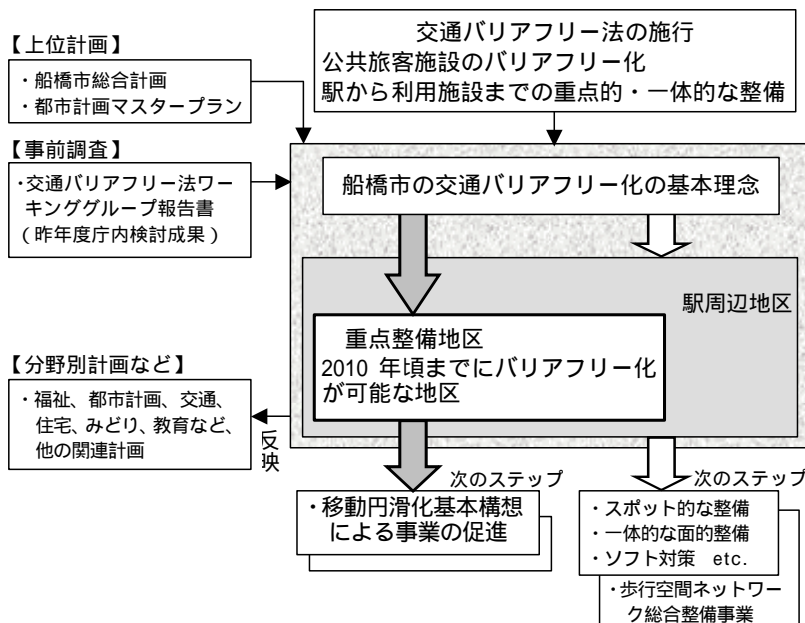 交通バリアフリー法の施行
公共旅客施設のバリアフリー化
駅から利用施設までの重点的・一体的な整備
【上位計画】
・船橋市総合計画
・都市計画マスタープラン
【事前調査】
・交通バリアフリー法ワー
キンググループ報告書
(昨年度庁内検討成果)
船橋市の交通バリアフリー化の基本理念
駅周辺地区
重点整備地区
2010 年頃までにバリアフリー化
が可能な地区
【分野別計画など】
・福祉、都市計画、交通、
住宅、みどり、教育など、
他の関連計画
反映
次のステップ
・移動円滑化基本構想
による事業の促進
次のステップ
・スポット的な整備
・一体的な面的整備
・ソフト対策 etc.
・歩行空間ネットワー
ク総合整備事業